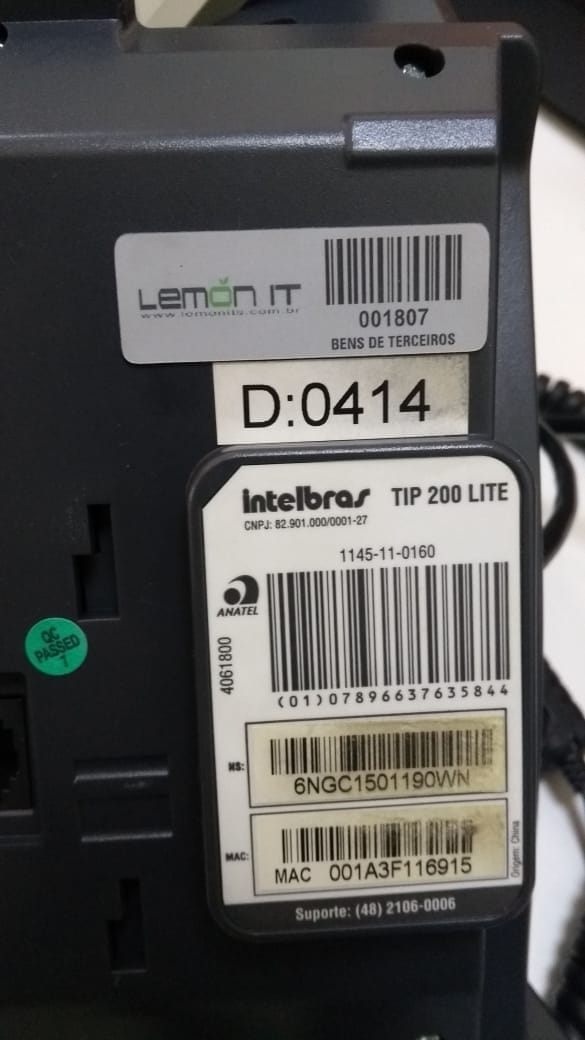 Lemon IT
www.lemonits.com.br
001807
BENS DE TERCEIROS
D:0414
intelbras TIP 200 LITE
CNPJ: 82.901.000/0001-27
1145-11-0160
ANATEL
4061800
(01)07896637635844
QC
PASSED
1
NS:
6NGC1501190WN
MAC:
MAC 001A3F116915
Origem: China
Suporte: (48) 2106-0006